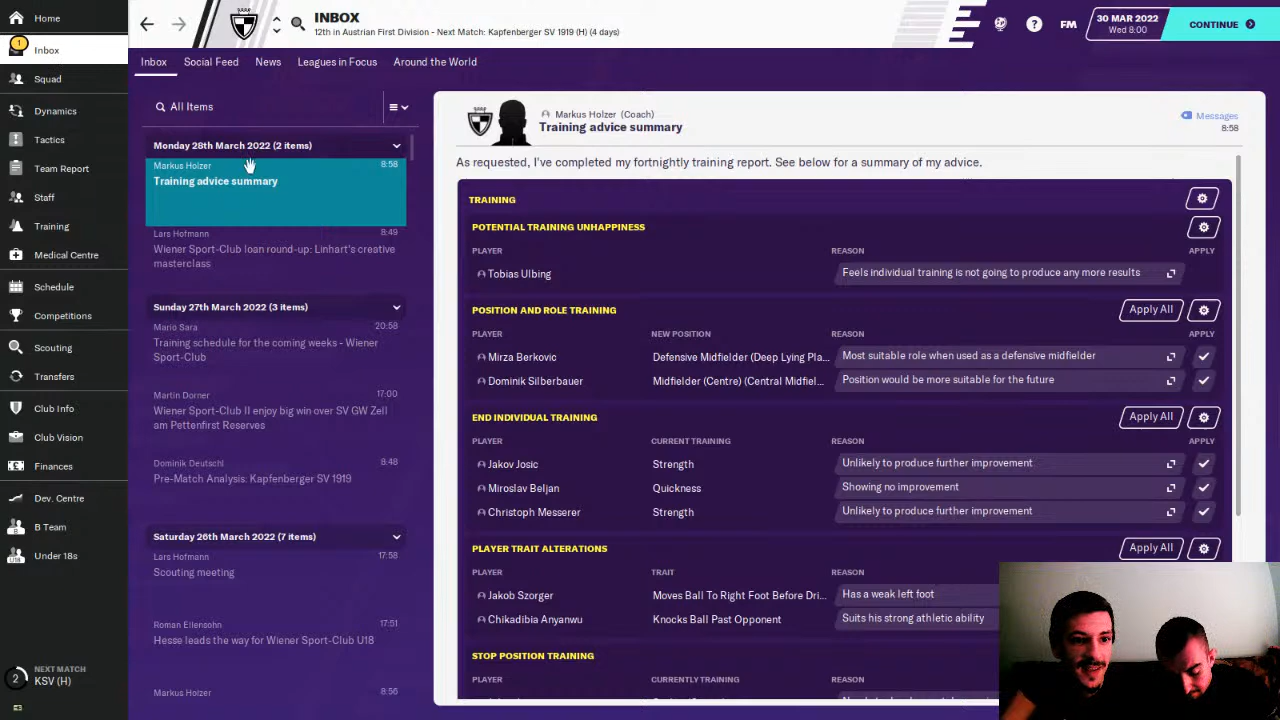 Home
INBOX
12th in Austrian First Division - Next Match: Kapfenberger SV 1919 (H) (4 days)
?
FM
30 MAR 2022
Wed 8:00
CONTINUE
1
Inbox
Squad
Dynamics
Tactics
Team Report
Staff
Training
Medical Centre
Schedule
Competitions
Scouting
Transfers
Club Info
Club Vision
Finances
Dev. Centre
B Team
Under 18s
2
NEXT MATCH
KSV (H)
Inbox
Social Feed
News
Leagues in Focus
Around the World
All Items
Monday 28th March 2022 (2 items)
Markus Holzer
8:58
Training advice summary
Lars Hofmann
8:49
Wiener Sport-Club loan round-up: Linhart's creative
masterclass
Sunday 27th March 2022 (3 items)
Mario Sara
20:58
Training schedule for the coming weeks - Wiener
Sport-Club
Martin Dorner
17:00
Wiener Sport-Club II enjoy big win over SV GW Zell
am Pettenfirst Reserves
Dominik Deutschl
8:48
Pre-Match Analysis: Kapfenberger SV 1919
Saturday 26th March 2022 (7 items)
Lars Hofmann
17:58
Scouting meeting
Roman Ellensohn
17:51
Hesse leads the way for Wiener Sport-Club U18
Markus Holzer
8:56
Markus Holzer (Coach)
Training advice summary
Messages
8:58
As requested, I've completed my fortnightly training report. See below for a summary of my advice.
TRAINING
POTENTIAL TRAINING UNHAPPINESS
PLAYER REASON APPLY
Tobias Ulbing Feels individual training is not going to produce any more results
POSITION AND ROLE TRAINING Apply All
PLAYER NEW POSITION REASON APPLY
Mirza Berkovic Defensive Midfielder (Deep Lying Pla... Most suitable role when used as a defensive midfielder
Dominik Silberbauer Midfielder (Centre) (Central Midfiel... Position would be more suitable for the future
END INDIVIDUAL TRAINING Apply All
PLAYER CURRENT TRAINING REASON APPLY
Jakov Josic Strength Unlikely to produce further improvement
Miroslav Beljan Quickness Showing no improvement
Christoph Messerer Strength Unlikely to produce further improvement
PLAYER TRAIT ALTERATIONS Apply All
PLAYER TRAIT REASON
Jakob Szorger Moves Ball To Right Foot Before Dri... Has a weak left foot
Chikadibia Anyanwu Knocks Ball Past Opponent Suits his strong athletic ability
STOP POSITION TRAINING
PLAYER CURRENTLY TRAINING REASON